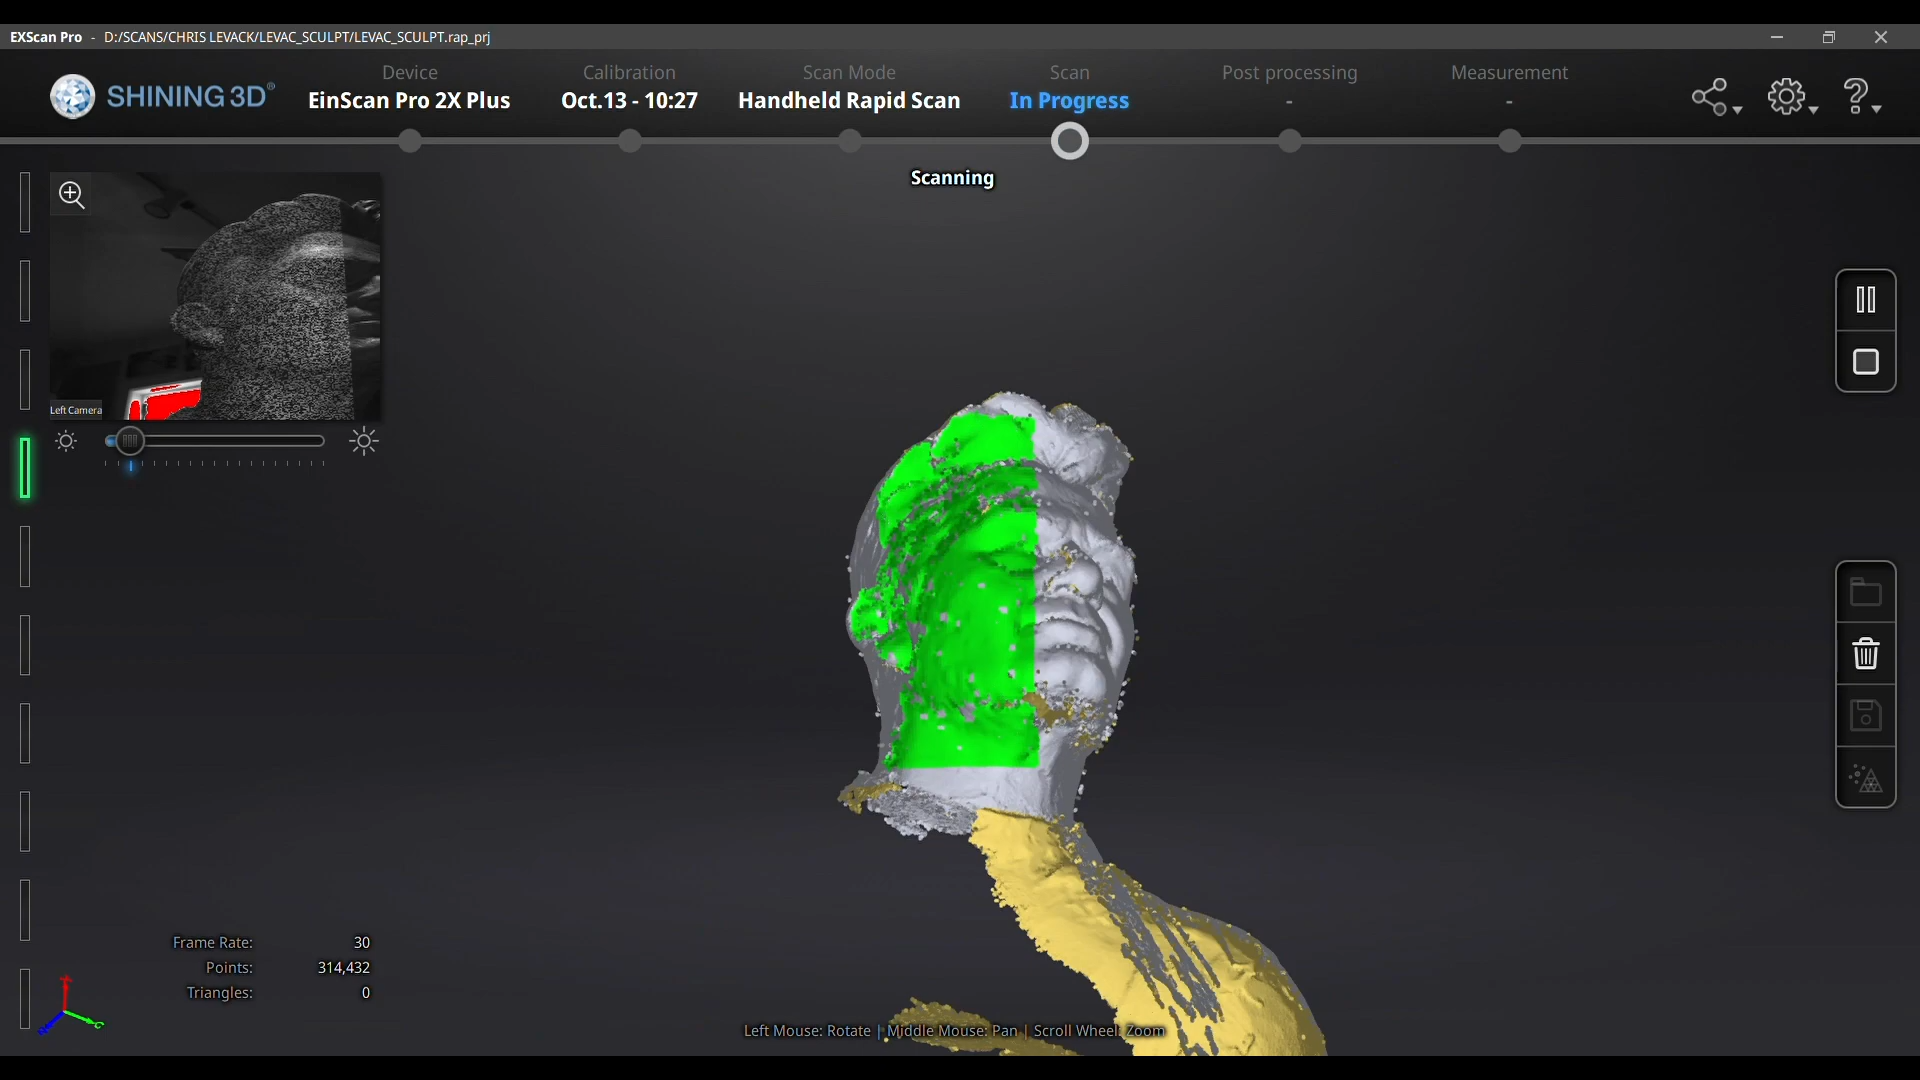 EXScan Pro - D:/SCANS/CHRIS LEVACK/LEVAC_SCULPT/LEVAC_SCULPT.rap_prj
SHINING 3D®
Device
EinScan Pro 2X Plus
Calibration
Oct.13 - 10:27
Scan Mode
Handheld Rapid Scan
Scan
In Progress
Post processing
-
Measurement
-
Scanning
Left Camera
Frame Rate: 30
Points: 314,432
Triangles: 0
Left Mouse: Rotate | Middle Mouse: Pan | Scroll Wheel: Zoom